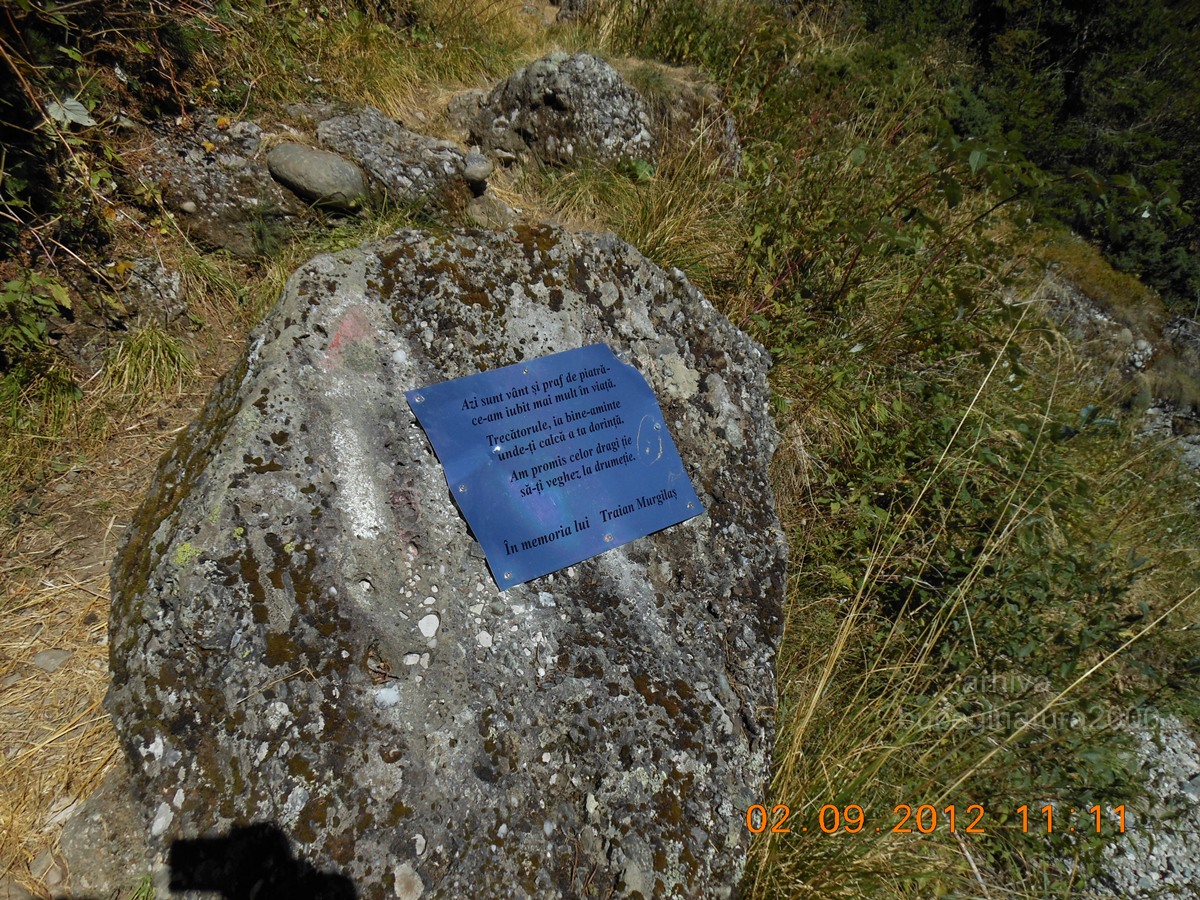 Azi sunt vânt și praf de piatră-
ce-am iubit mai mult în viață.
Trecătorule, ia bine-aminte
unde-ți calcă a ta dorință.
Am promis celor dragi ție
să-ți veghez la drumeție.
În memoria lui Traian Murgilaș
arhiva
02.09.2012 11:11